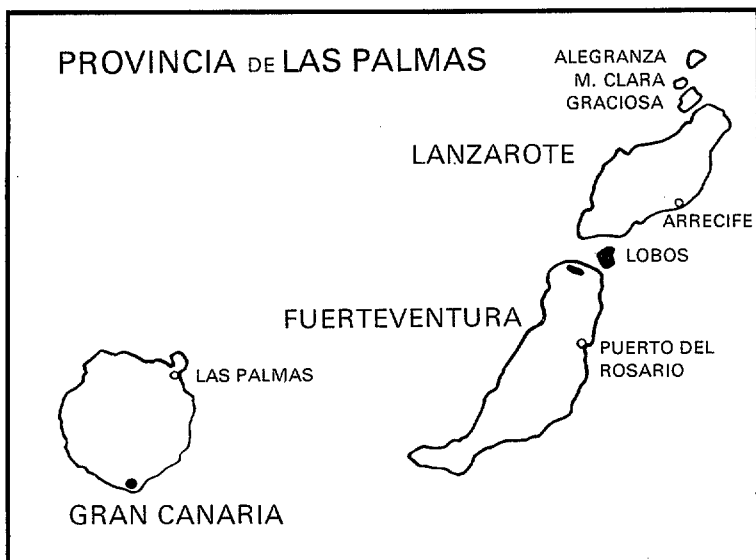 PROVINCIA DE LAS PALMAS
ALEGRANZA
M. CLARA
GRACIOSA
LANZAROTE
ARRECIFE
LOBOS
FUERTEVENTURA
PUERTO DEL
ROSARIO
LAS PALMAS
GRAN CANARIA